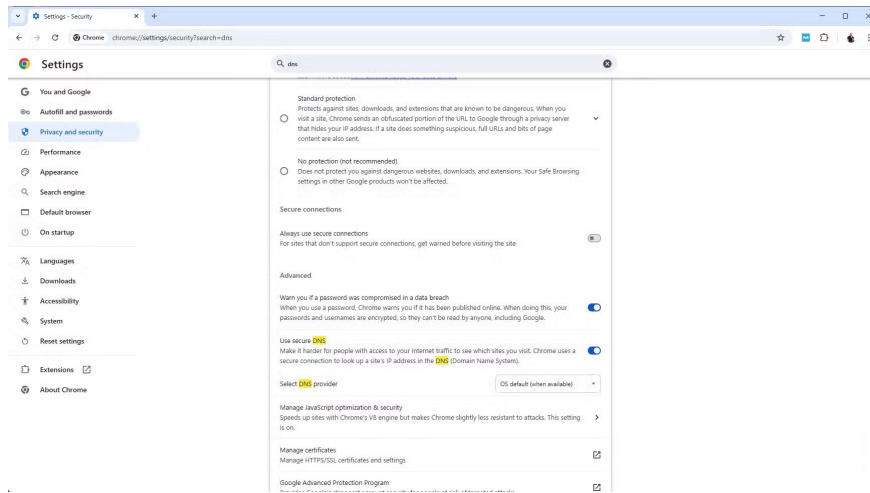 Settings - Security
Chrome
chrome://settings/security?search=dns
Settings
dns
You and Google
Autofill and passwords
Privacy and security
Performance
Appearance
Search engine
Default browser
On startup
Languages
Downloads
Accessibility
System
Reset settings
Extensions
About Chrome
Standard protection
Protects against sites, downloads, and extensions that are known to be dangerous. When you
visit a site, Chrome sends an obfuscated portion of the URL to Google through a privacy server
that hides your IP address. If a site does something suspicious, full URLs and bits of page
content are also sent.
No protection (not recommended)
Does not protect you against dangerous websites, downloads, and extensions. Your Safe Browsing
settings in other Google products won't be affected.
Secure connections
Always use secure connections
For sites that don't support secure connections, get warned before visiting the site
Advanced
Warn you if a password was compromised in a data breach
When you use a password, Chrome warns you if it has been published online. When doing this, your
passwords and usernames are encrypted, so they can't be read by anyone, including Google.
Use secure DNS
Make it harder for people with access to your internet traffic to see which sites you visit. Chrome uses a
secure connection to look up a site's IP address in the DNS (Domain Name System).
Select DNS provider
OS default (when available)
Manage JavaScript optimization & security
Speeds up sites with Chrome's V8 engine but makes Chrome slightly less resistant to attacks. This setting
is on.
Manage certificates
Manage HTTPS/SSL certificates and settings
Google Advanced Protection Program